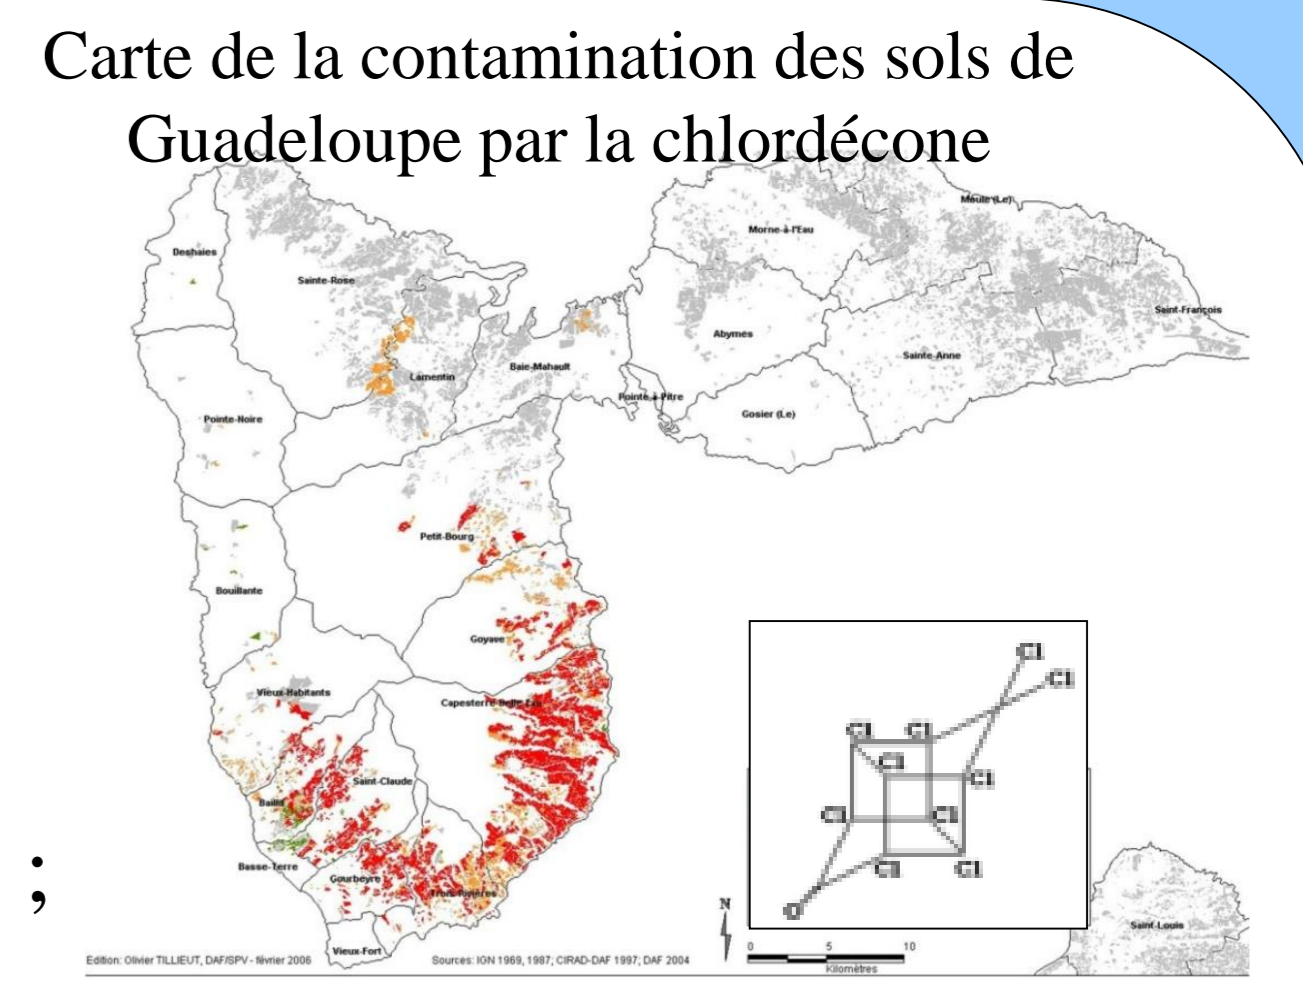 Carte de la contamination des sols de
Guadeloupe par la chlordécone
Moule (Le)
Morne-à-l'Eau
Deshaies
Sainte-Rose
Saint-François
Abymes
Sainte-Anne
Baie-Mahault
Lamentin
Pointe-à-Pitre
Gosier (Le)
Pointe-Noire
Petit-Bourg
Bouillante
Goyave
Vieux-Habitants
Capesterre-Belle-Eau
Saint-Claude
Baillif
Basse-Terre
Gourbeyre
Trois-Rivières
Vieux-Fort
Saint-Louis
Cl
Cl
Cl
Cl
Cl
Cl
Cl
Cl
Cl
Cl
O
;
N
0 5 10
Kilomètres
Edition: Olivier TILLIEUT, DAF/SPV - février 2006
Sources: IGN 1969, 1987; CIRAD-DAF 1997; DAF 2004